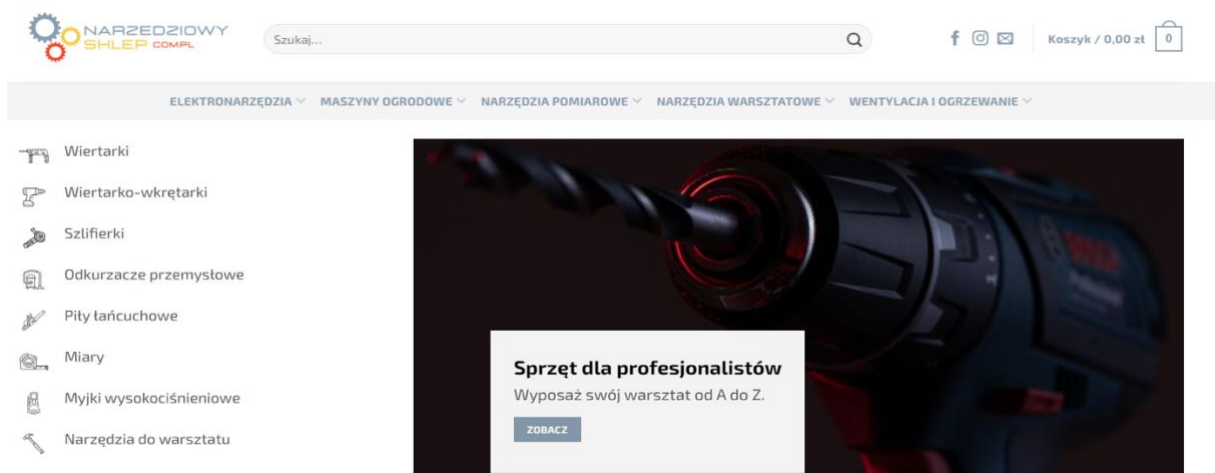 NARZEDZIOWY
SHLEP COMPL
Szukaj...
Koszyk / 0,00 zł 0
ELEKTRONARZĘDZIA MASZYNY OGRODOWE NARZĘDZIA POMIAROWE NARZĘDZIA WARSZTATOWE WENTYLACJA I OGRZEWANIE
Wiertarki
Wiertarko-wkrętarki
Szlifierki
Odkurzacze przemysłowe
Piły łańcuchowe
Miary
Myjki wysokociśnieniowe
Narzędzia do warsztatu
BOSCH
Professional
Sprzęt dla profesjonalistów
Wyposaż swój warsztat od A do Z.
ZOBACZ